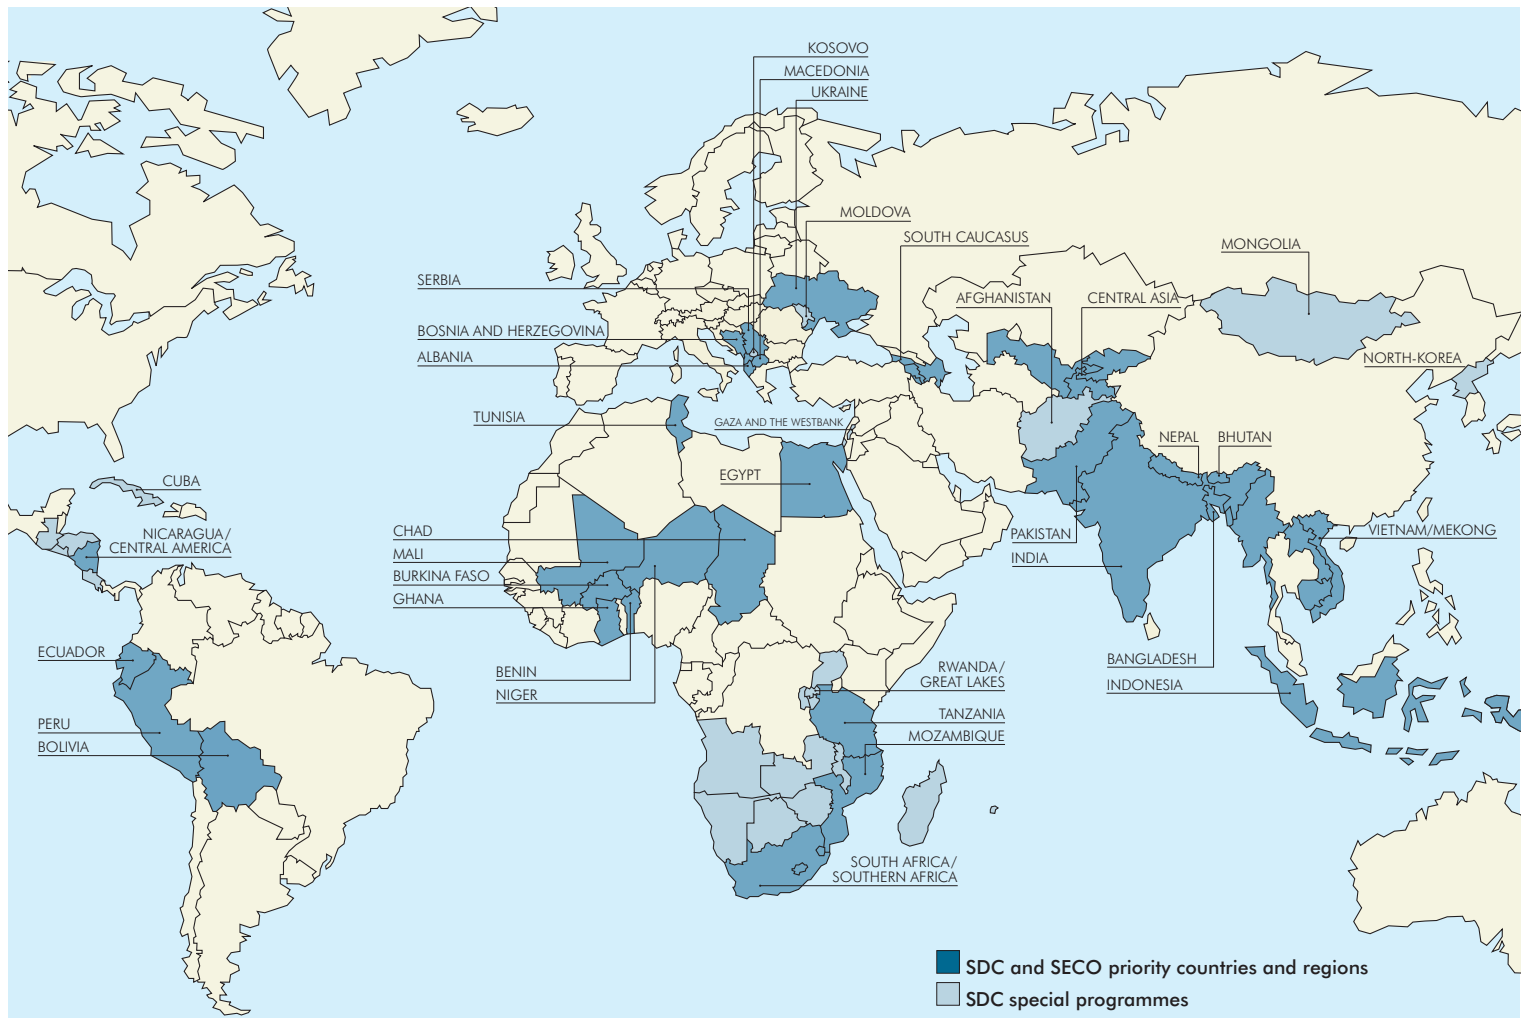 KOSOVO
MACEDONIA
UKRAINE
MOLDOVA
SOUTH CAUCASUS
MONGOLIA
SERBIA
AFGHANISTAN
CENTRAL ASIA
BOSNIA AND HERZEGOVINA
ALBANIA
NORTH-KOREA
TUNISIA
GAZA AND THE WESTBANK
NEPAL
BHUTAN
EGYPT
CUBA
NICARAGUA/
CENTRAL AMERICA
CHAD
MALI
BURKINA FASO
GHANA
PAKISTAN
INDIA
VIETNAM/MEKONG
ECUADOR
BENIN
NIGER
RWANDA/
GREAT LAKES
BANGLADESH
INDONESIA
PERU
BOLIVIA
TANZANIA
MOZAMBIQUE
SOUTH AFRICA/
SOUTHERN AFRICA
SDC and SECO priority countries and regions
SDC special programmes